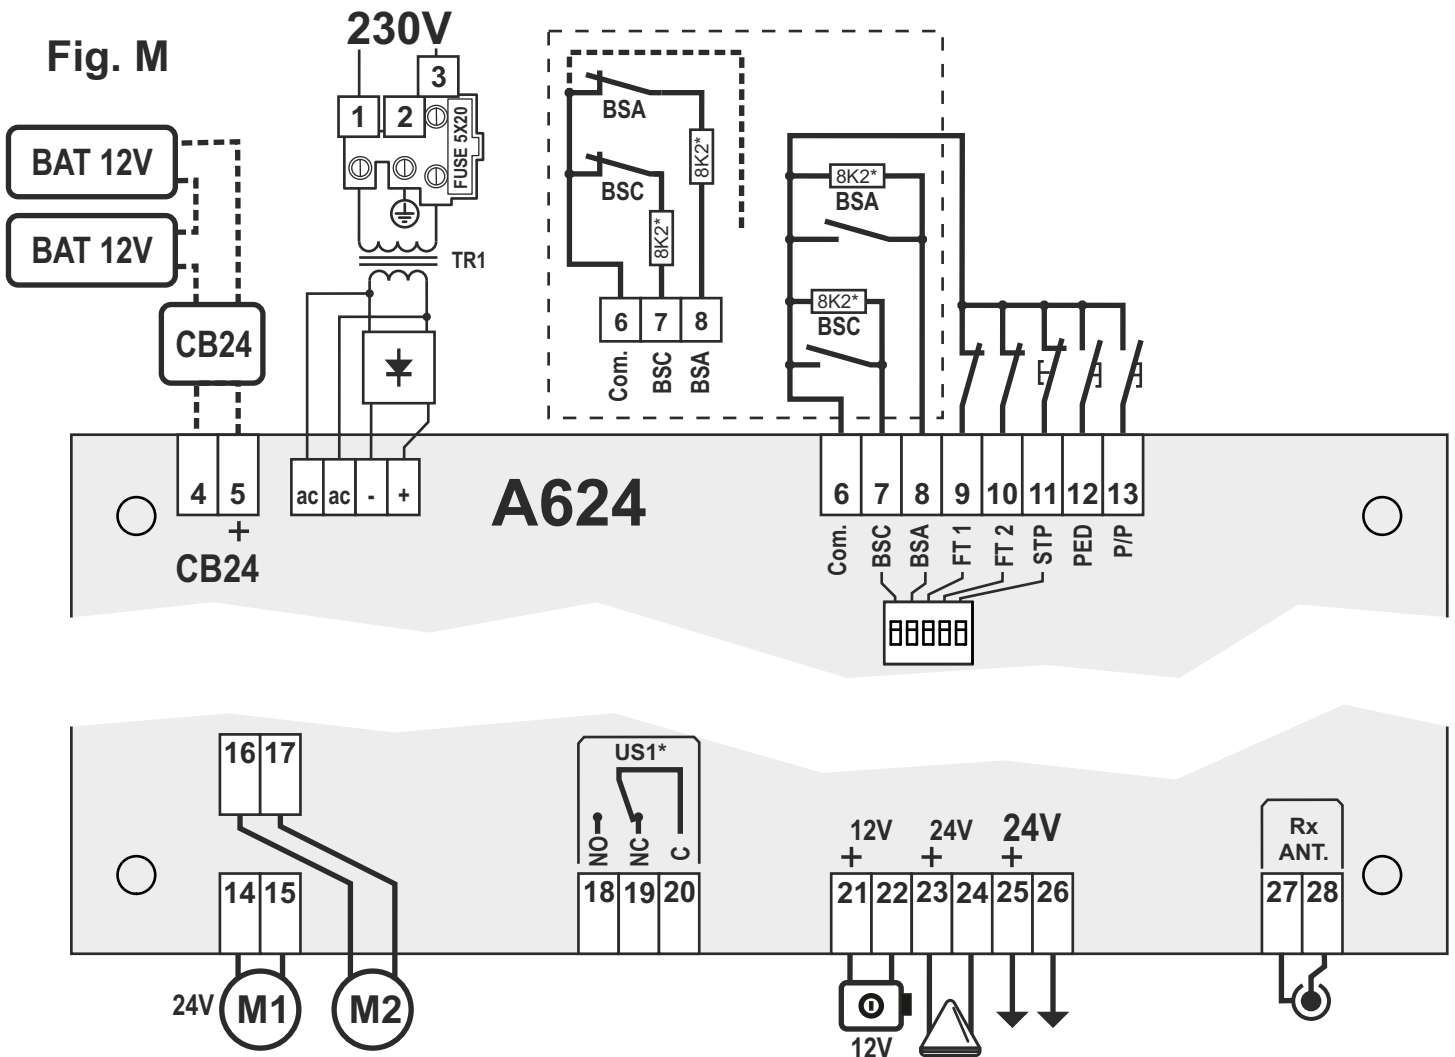 Fig. M
230V
3
1 2
FUSE 5X20
BAT 12V
BAT 12V
CB24
TR1
BSA
8K2*
BSC
8K2*
6 7 8
Com. BSC BSA
8K2*
BSA
8K2*
BSC
4 5
+
CB24
ac ac - +
A624
6 7 8 9 10 11 12 13
Com. BSC BSA FT 1 FT 2 STP PED P/P
16 17
14 15
24V M1 M2
US1*
NO NC C
18 19 20
12V 24V 24V
+ + +
21 22 23 24 25 26
12V
Rx
ANT.
27 28